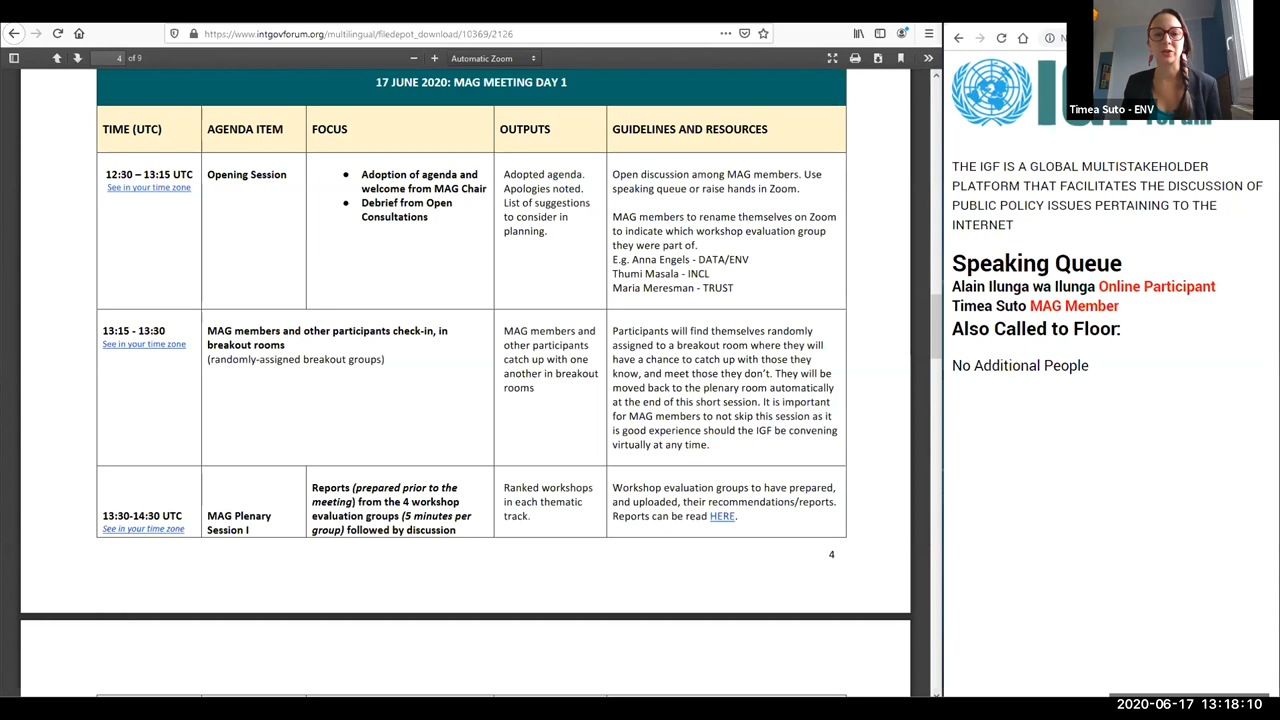 https://www.intgovforum.org/multilingual/filedepot_download/10369/2126
4 of 9
Automatic Zoom
17 JUNE 2020: MAG MEETING DAY 1
TIME (UTC) AGENDA ITEM FOCUS OUTPUTS GUIDELINES AND RESOURCES
12:30 – 13:15 UTC
See in your time zone
Opening Session
Adoption of agenda and
welcome from MAG Chair
Debrief from Open
Consultations
Adopted agenda.
Apologies noted.
List of suggestions
to consider in
planning.
Open discussion among MAG members. Use
speaking queue or raise hands in Zoom.
MAG members to rename themselves on Zoom
to indicate which workshop evaluation group
they were part of.
E.g. Anna Engels - DATA/ENV
Thumi Masala - INCL
Maria Meresman - TRUST
13:15 - 13:30
See in your time zone
MAG members and other participants check-in, in
breakout rooms
(randomly-assigned breakout groups)
MAG members and
other participants
catch up with one
another in breakout
rooms
Participants will find themselves randomly
assigned to a breakout room where they will
have a chance to catch up with those they
know, and meet those they don't. They will be
moved back to the plenary room automatically
at the end of this short session. It is important
for MAG members to not skip this session as it
is good experience should the IGF be convening
virtually at any time.
13:30-14:30 UTC
See in your time zone
MAG Plenary
Session I
Reports (prepared prior to the
meeting) from the 4 workshop
evaluation groups (5 minutes per
group) followed by discussion
Ranked workshops
in each thematic
track.
Workshop evaluation groups to have prepared,
and uploaded, their recommendations/reports.
Reports can be read HERE.
4
Timea Suto - ENV
THE IGF IS A GLOBAL MULTISTAKEHOLDER
PLATFORM THAT FACILITATES THE DISCUSSION OF
PUBLIC POLICY ISSUES PERTAINING TO THE
INTERNET
Speaking Queue
Alain Ilunga wa Ilunga Online Participant
Timea Suto MAG Member
Also Called to Floor:
No Additional People
2020-06-17 13:18:10